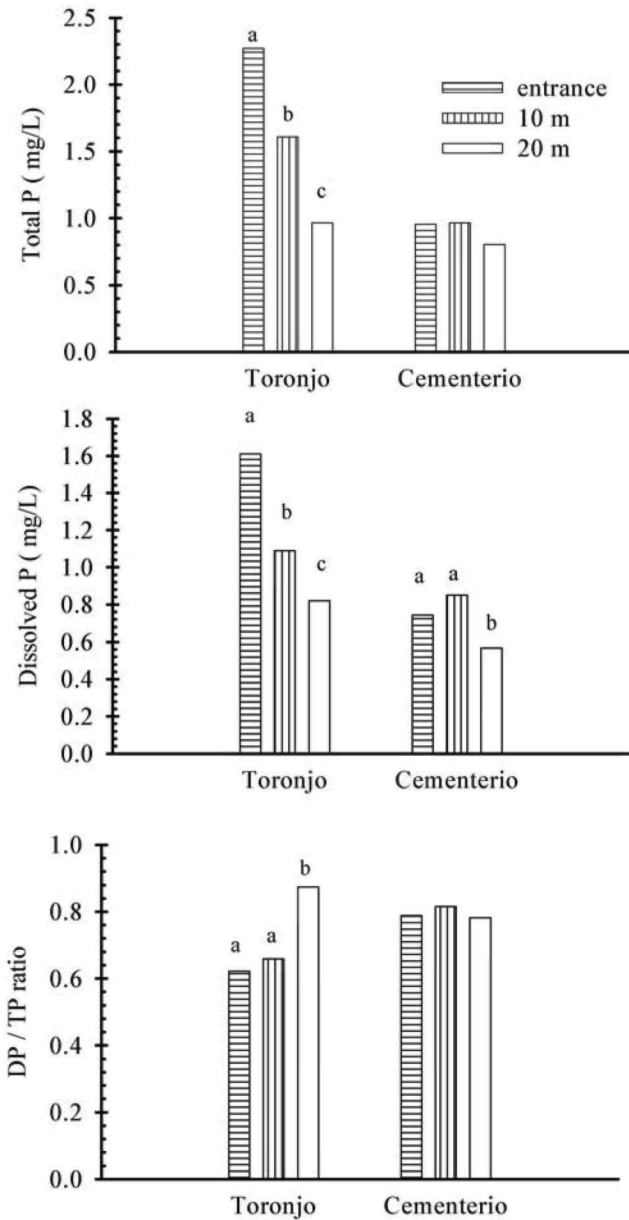 Total P ( mg/L)
2.5
2.0
1.5
1.0
0.5
0.0
a
b
c
entrance
10 m
20 m
Toronjo Cementerio
Dissolved P ( mg/L)
1.8
1.6
1.4
1.2
1.0
0.8
0.6
0.4
0.2
0.0
a
b
c
a a
b
Toronjo Cementerio
DP / TP ratio
1.0
0.8
0.6
0.4
0.2
0.0
a a
b
Toronjo Cementerio